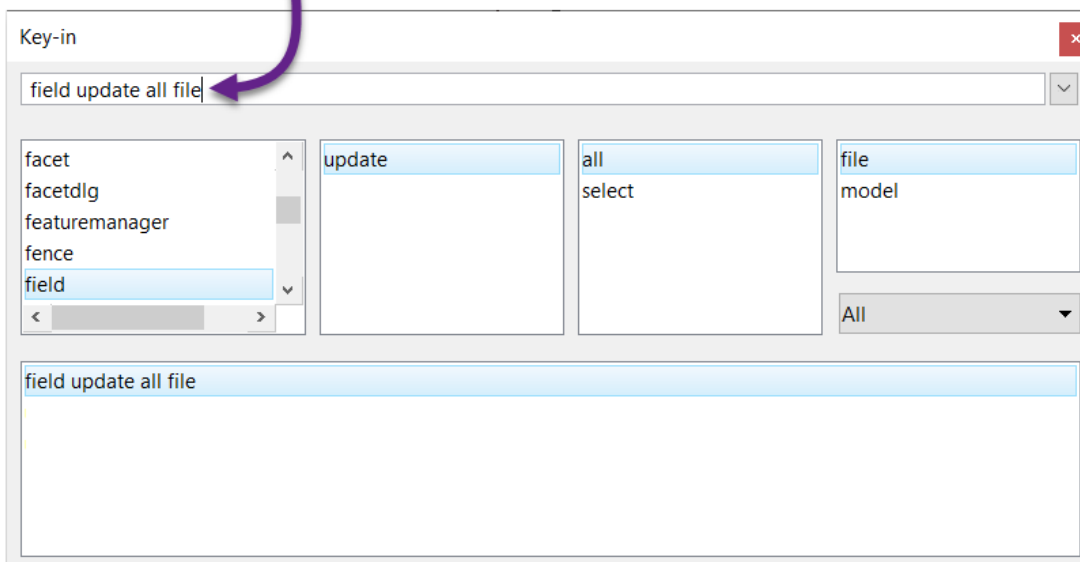 Key-in
field update all file
facet
facetdlg
featuremanager
fence
field
update
all
select
file
model
All
field update all file